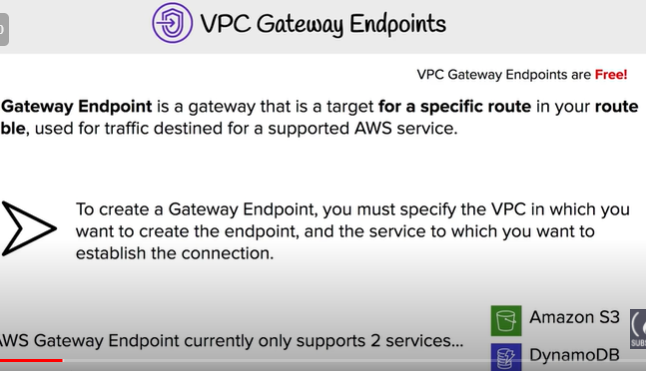 VPC Gateway Endpoints
VPC Gateway Endpoints are Free!
Gateway Endpoint is a gateway that is a target for a specific route in your route
ble, used for traffic destined for a supported AWS service.
To create a Gateway Endpoint, you must specify the VPC in which you
want to create the endpoint, and the service to which you want to
establish the connection.
Amazon S3
WS Gateway Endpoint currently only supports 2 services...
DynamoDB
SUBS